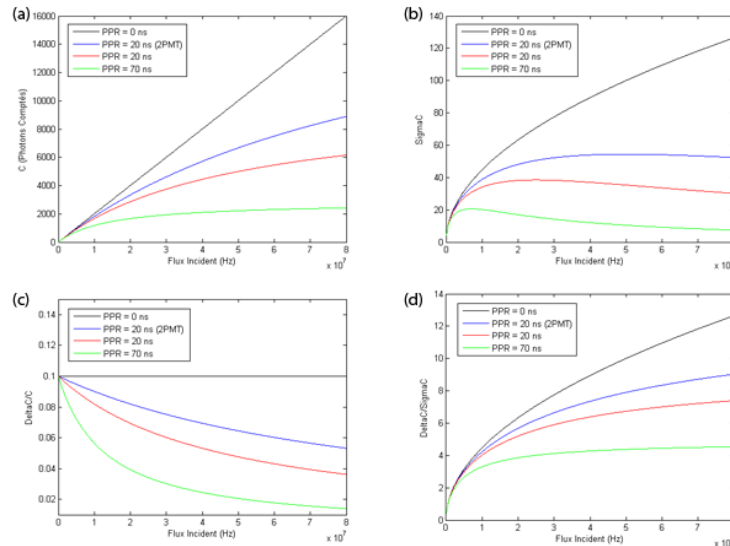 (a)
PPR = 0 ns
PPR = 20 ns (2PMT)
PPR = 20 ns
PPR = 70 ns
C (Photons Comptés)
16000
14000
12000
10000
8000
6000
4000
2000
0
0 1 2 3 4 5 6 7 8
Flux Incident (Hz)
x 10^7
(b)
PPR = 0 ns
PPR = 20 ns (2PMT)
PPR = 20 ns
PPR = 70 ns
SigmaC
140
120
100
80
60
40
20
0
0 1 2 3 4 5 6 7
Flux Incident (Hz)
x 10
(c)
PPR = 0 ns
PPR = 20 ns (2PMT)
PPR = 20 ns
PPR = 70 ns
DeltaC/C
0.14
0.12
0.1
0.08
0.06
0.04
0.02
0 1 2 3 4 5 6 7 8
Flux Incident (Hz)
x 10^7
(d)
PPR = 0 ns
PPR = 20 ns (2PMT)
PPR = 20 ns
PPR = 70 ns
DeltaC/SigmaC
14
12
10
8
6
4
2
0
0 1 2 3 4 5 6 7
Flux Incident (Hz)
x 10